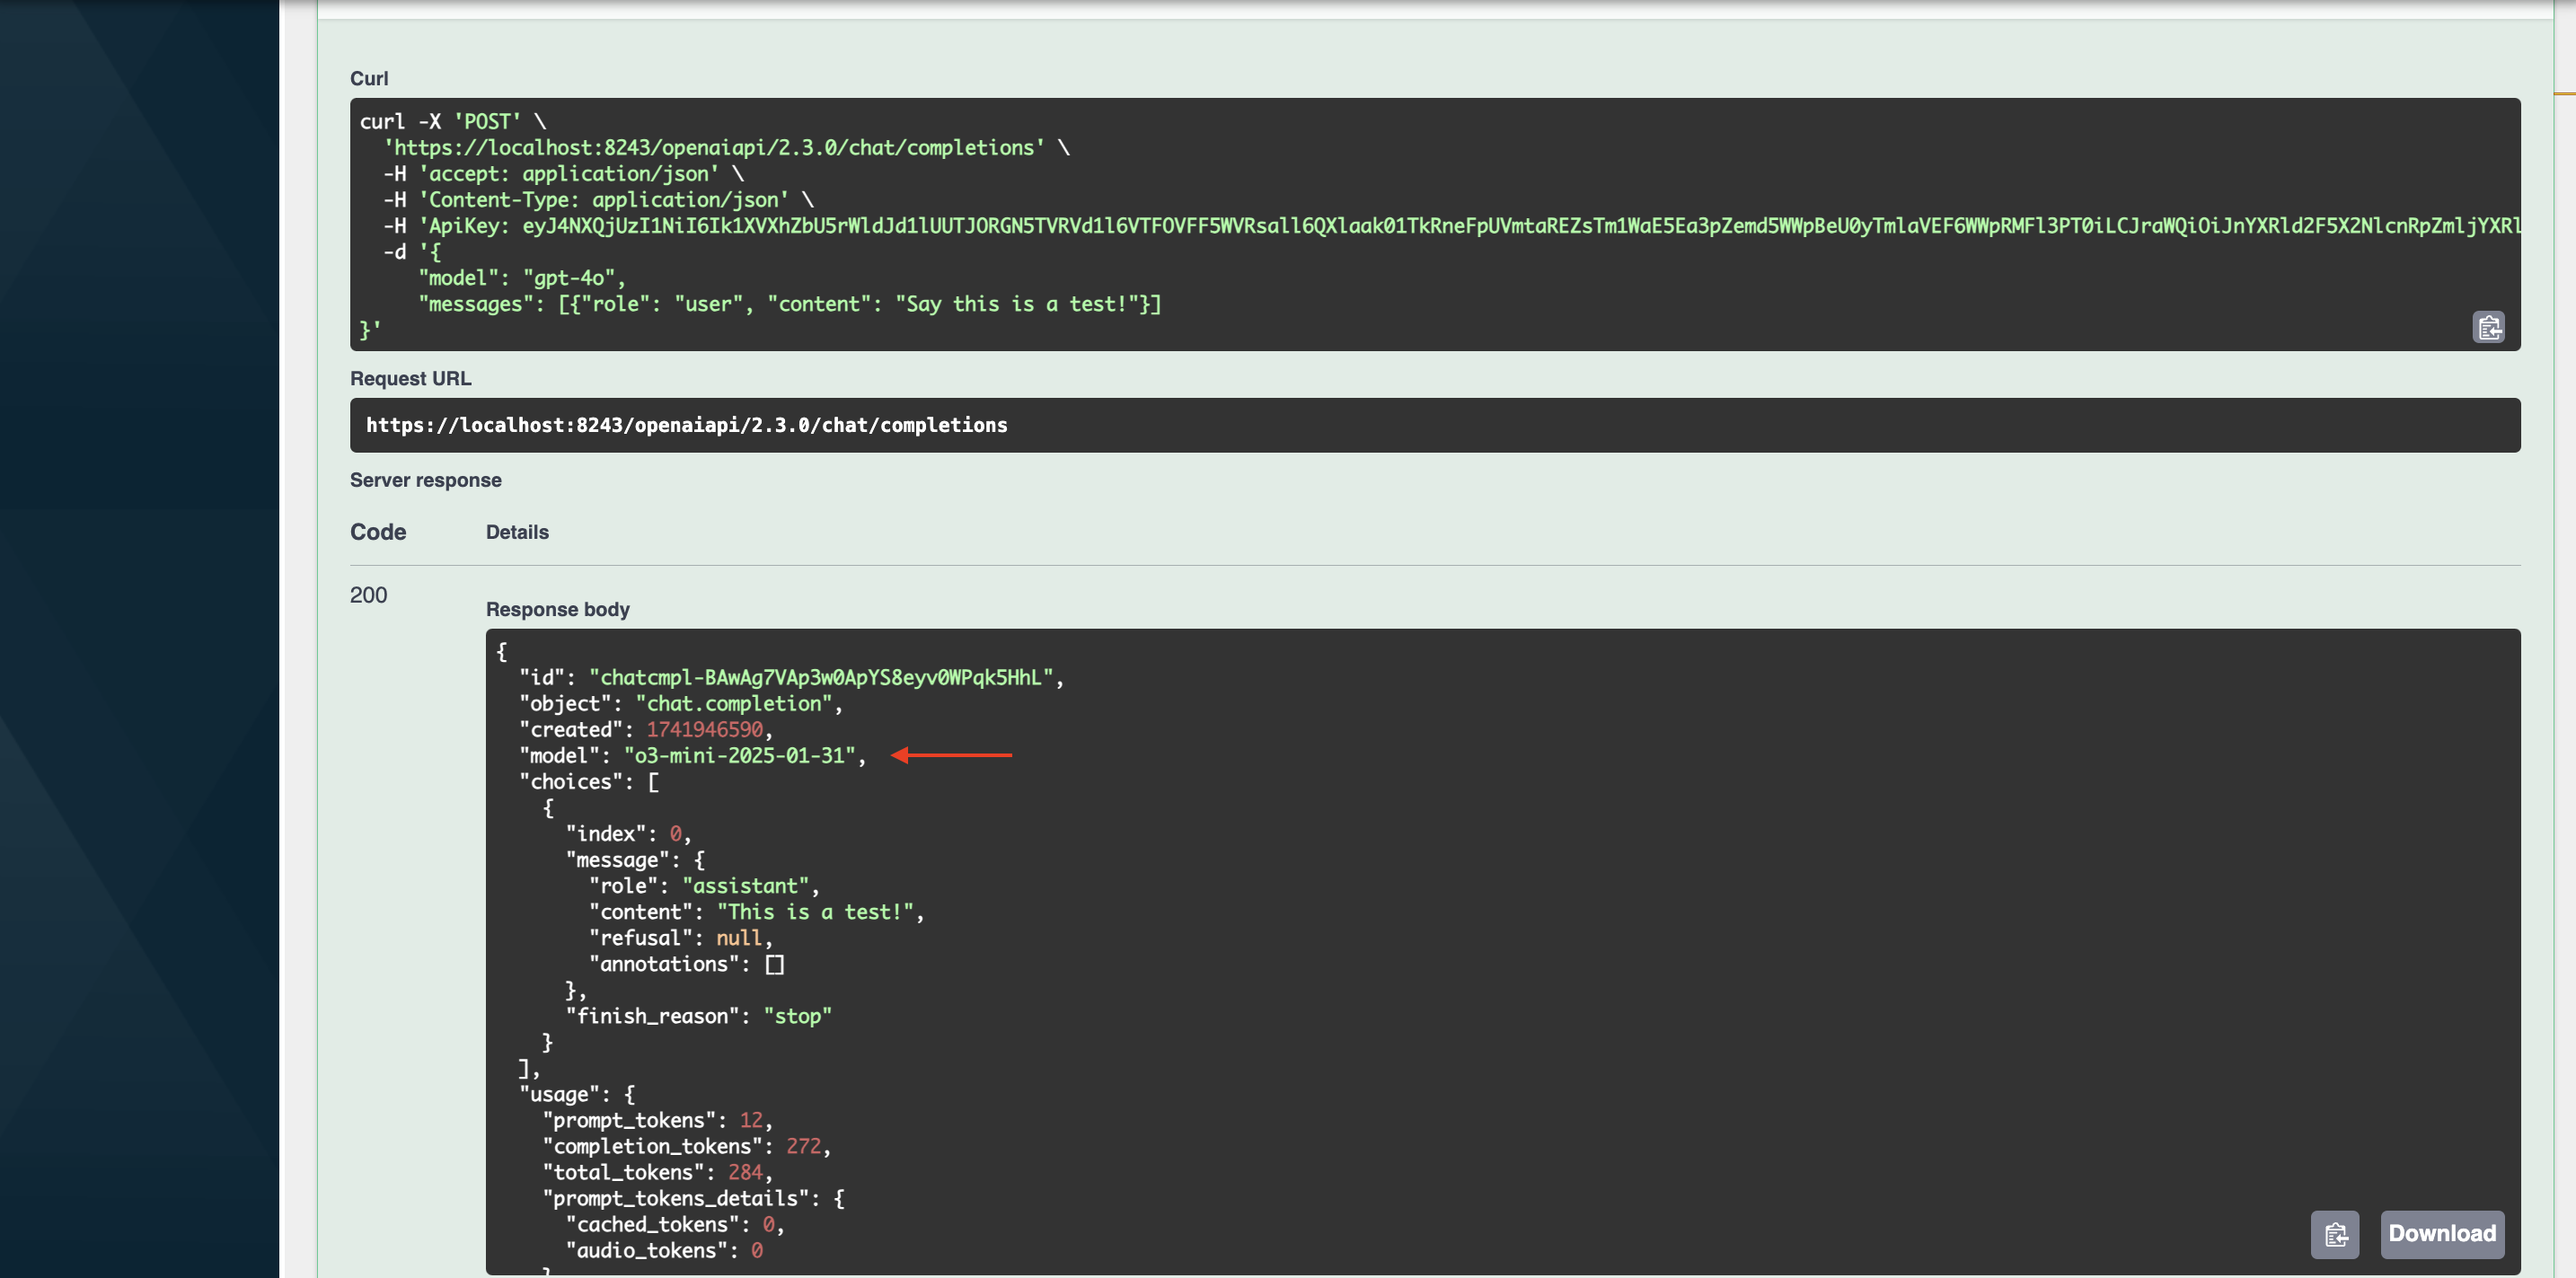 Curl
curl -X 'POST' \
  'https://localhost:8243/openaiapi/2.3.0/chat/completions' \
  -H 'accept: application/json' \
  -H 'Content-Type: application/json' \
  -H 'ApiKey: eyJ4NXQjUzI1NiI6Ik1XVXhZbU5rWldJd1lUUTJORGN5TVRVd1l6VTFOVFF5WVRsall6QXlaak01TkRneFpUVmtaREZsTm1WaE5Ea3pZemd5WWpBeU0yTmlaVEF6WWpRMFl3PT0iLCJraWQiOiJnYXRld2F5X2NlcnRpZmljYXRl
  -d '{
     "model": "gpt-4o",
     "messages": [{"role": "user", "content": "Say this is a test!"}]
}'
Request URL
https://localhost:8243/openaiapi/2.3.0/chat/completions
Server response
Code Details
200
Response body
{
  "id": "chatcmpl-BAwAg7VAp3w0ApYS8eyv0WPqk5HhL",
  "object": "chat.completion",
  "created": 1741946590,
  "model": "o3-mini-2025-01-31",
  "choices": [
    {
      "index": 0,
      "message": {
        "role": "assistant",
        "content": "This is a test!",
        "refusal": null,
        "annotations": []
      },
      "finish_reason": "stop"
    }
  ],
  "usage": {
    "prompt_tokens": 12,
    "completion_tokens": 272,
    "total_tokens": 284,
    "prompt_tokens_details": {
      "cached_tokens": 0,
      "audio_tokens": 0
Download